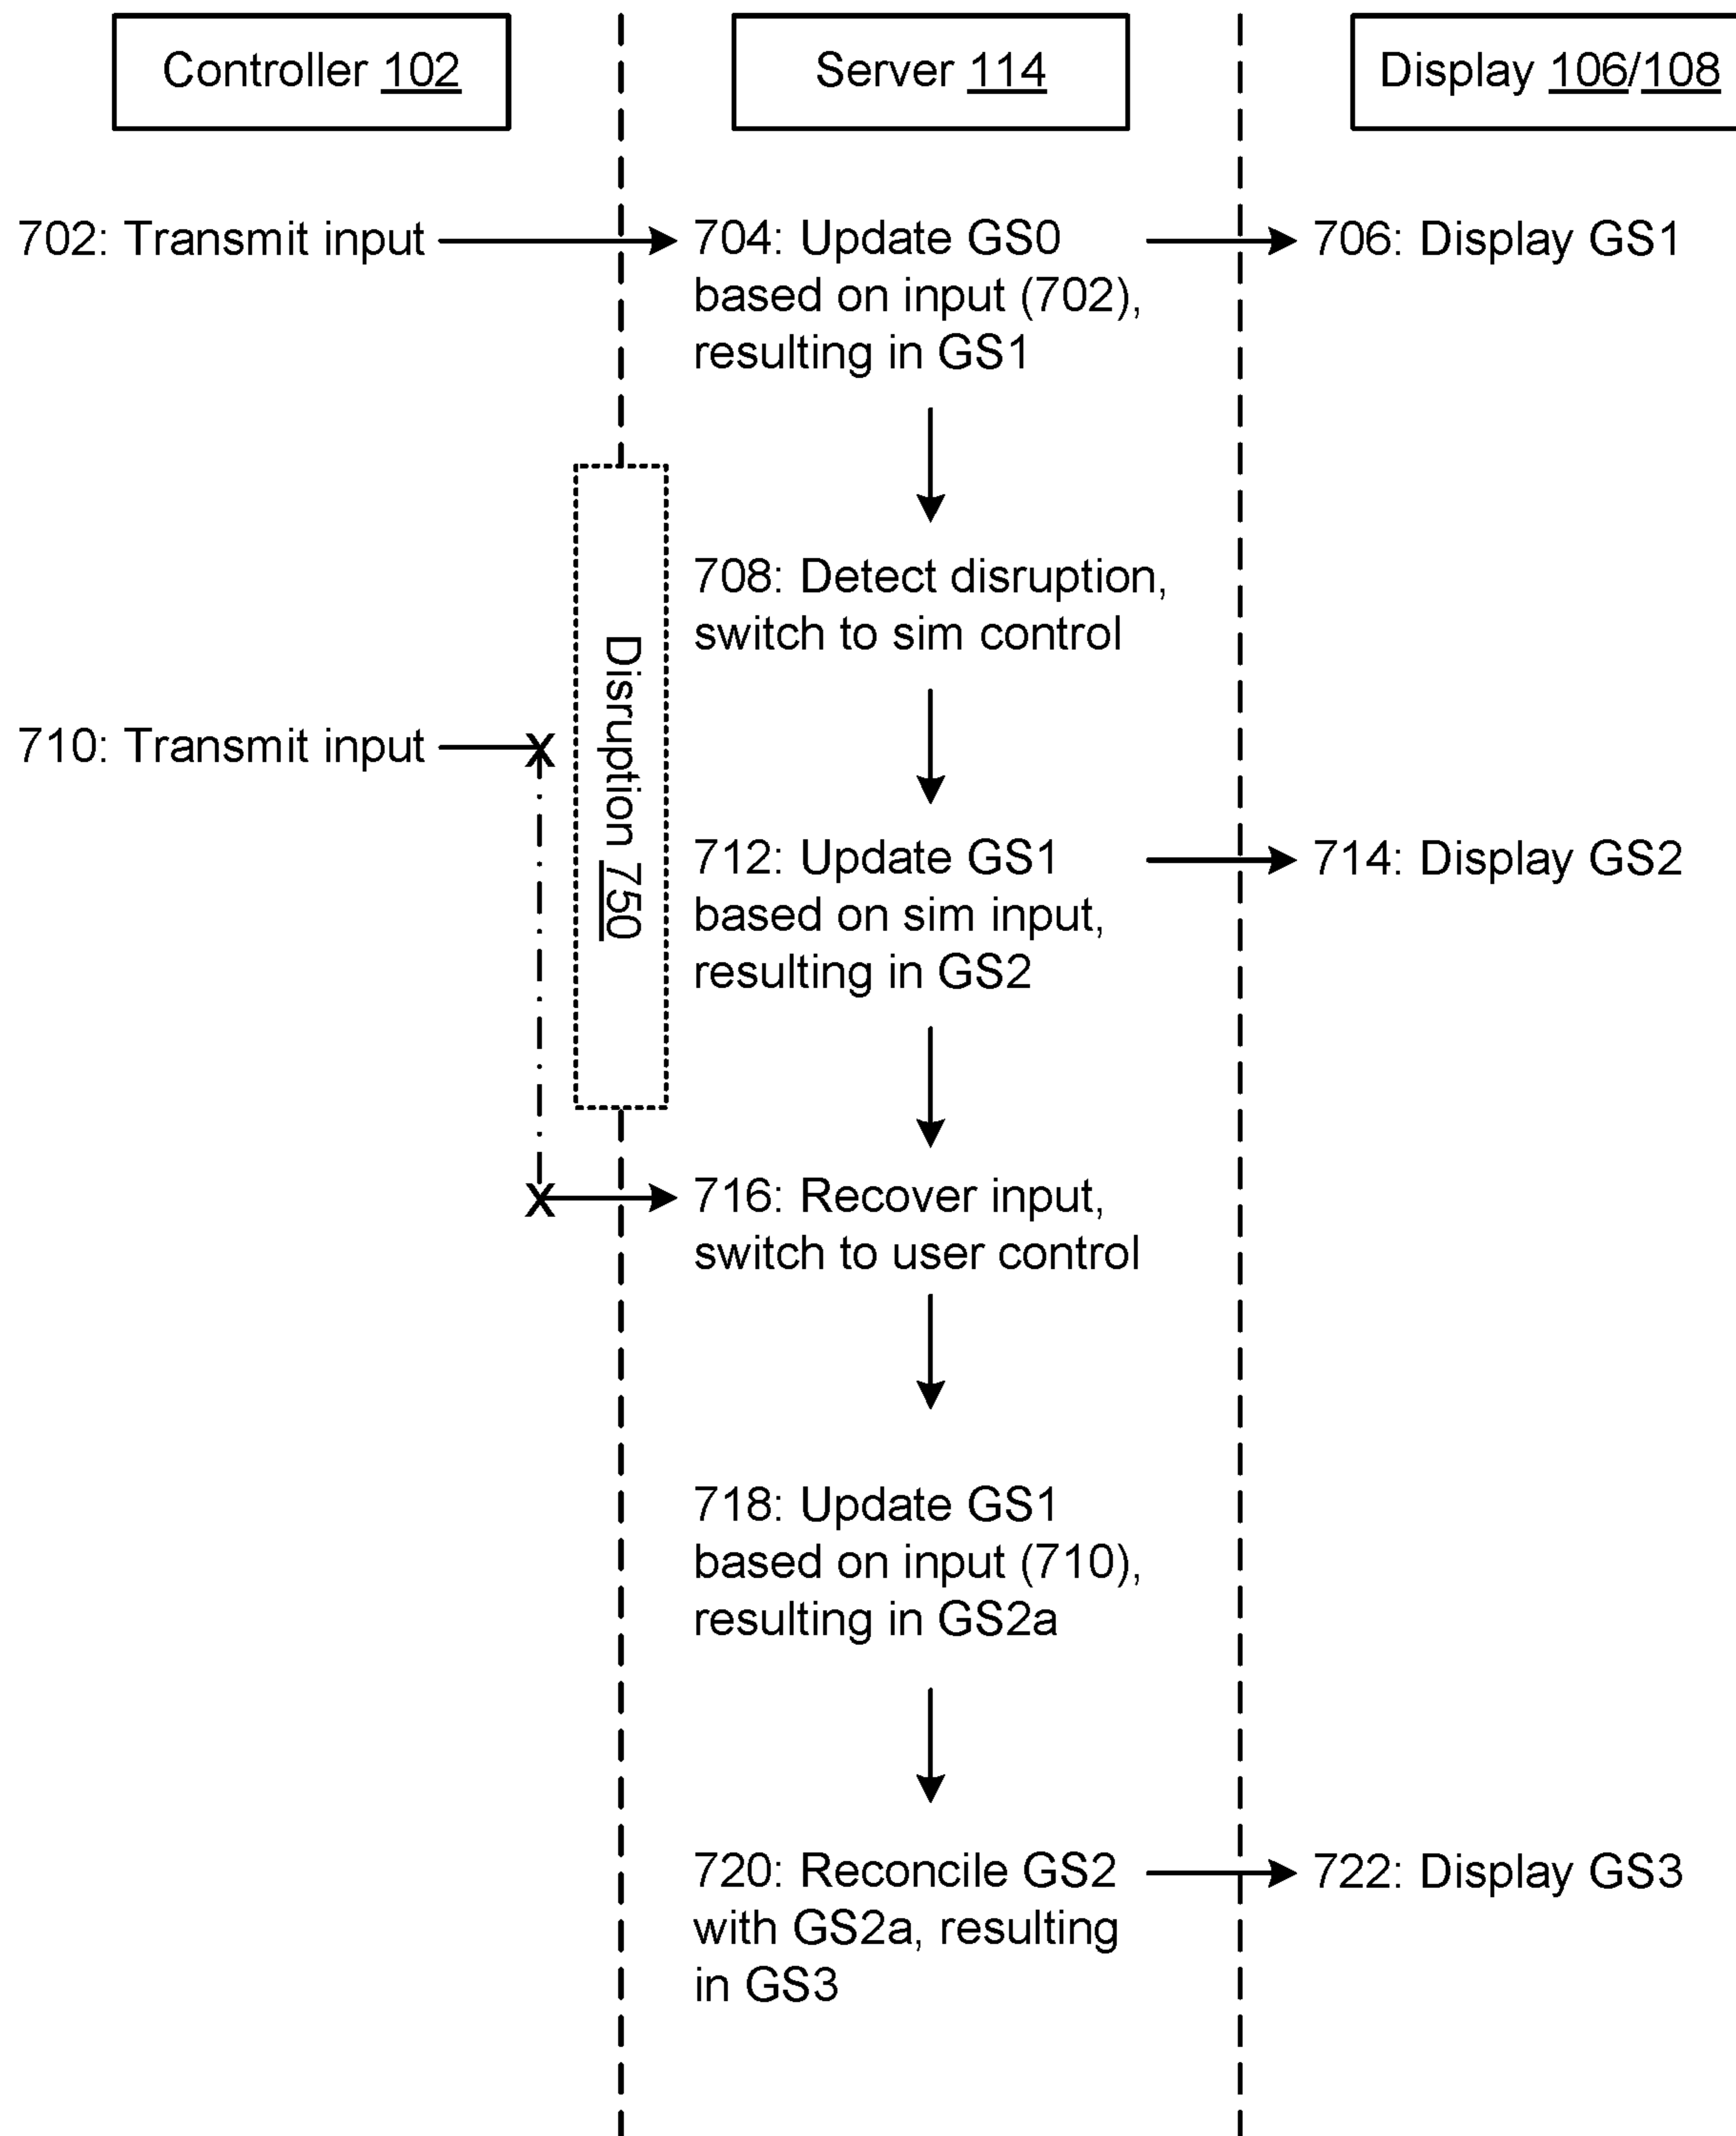 Controller 102
Server 114
Display 106/108
702: Transmit input
704: Update GS0
based on input (702),
resulting in GS1
706: Display GS1
708: Detect disruption,
switch to sim control
Disruption 750
710: Transmit input
X
712: Update GS1
based on sim input,
resulting in GS2
714: Display GS2
X
716: Recover input,
switch to user control
718: Update GS1
based on input (710),
resulting in GS2a
720: Reconcile GS2
with GS2a, resulting
in GS3
722: Display GS3